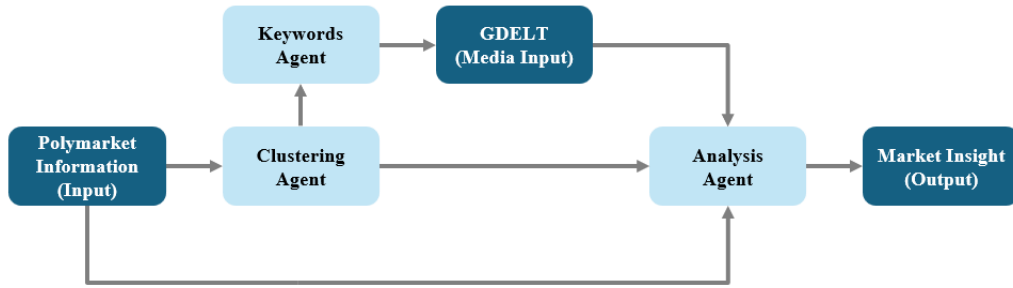 Keywords
Agent
GDELT
(Media Input)
Polymarket
Information
(Input)
Clustering
Agent
Analysis
Agent
Market Insight
(Output)